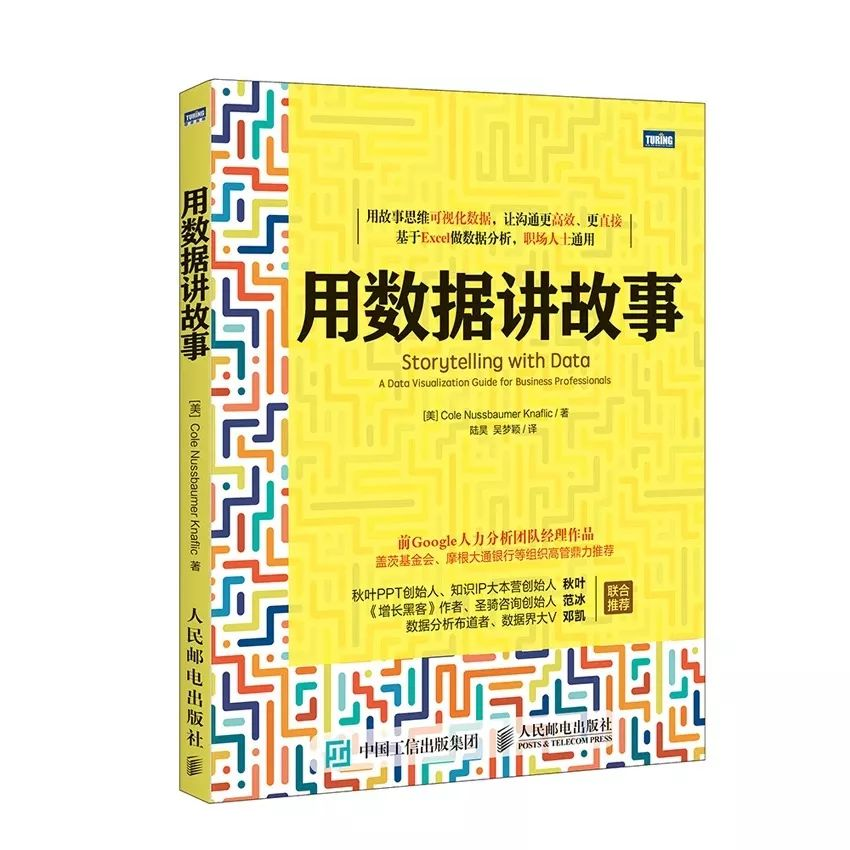 TURING
用数据讲故事
[美] Cole Nussbaumer Knaflic 著
人民邮电出版社
TURING
用故事思维可视化数据，让沟通更高效、更直接
基于Excel做数据分析，职场人士通用
用数据讲故事
Storytelling with Data
A Data Visualization Guide for Business Professionals
[美] Cole Nussbaumer Knaflic / 著
陆昊 吴梦颖 / 译
前Google人力分析团队经理作品
盖茨基金会、摩根大通银行等组织高管鼎力推荐
秋叶PPT创始人、知识IP大本营创始人 秋叶
《增长黑客》作者、圣骑咨询创始人 范冰
数据分析布道者、数据界大V 邓凯
联合
推荐
中国工信出版集团
人民邮电出版社
POSTS & TELECOM PRESS